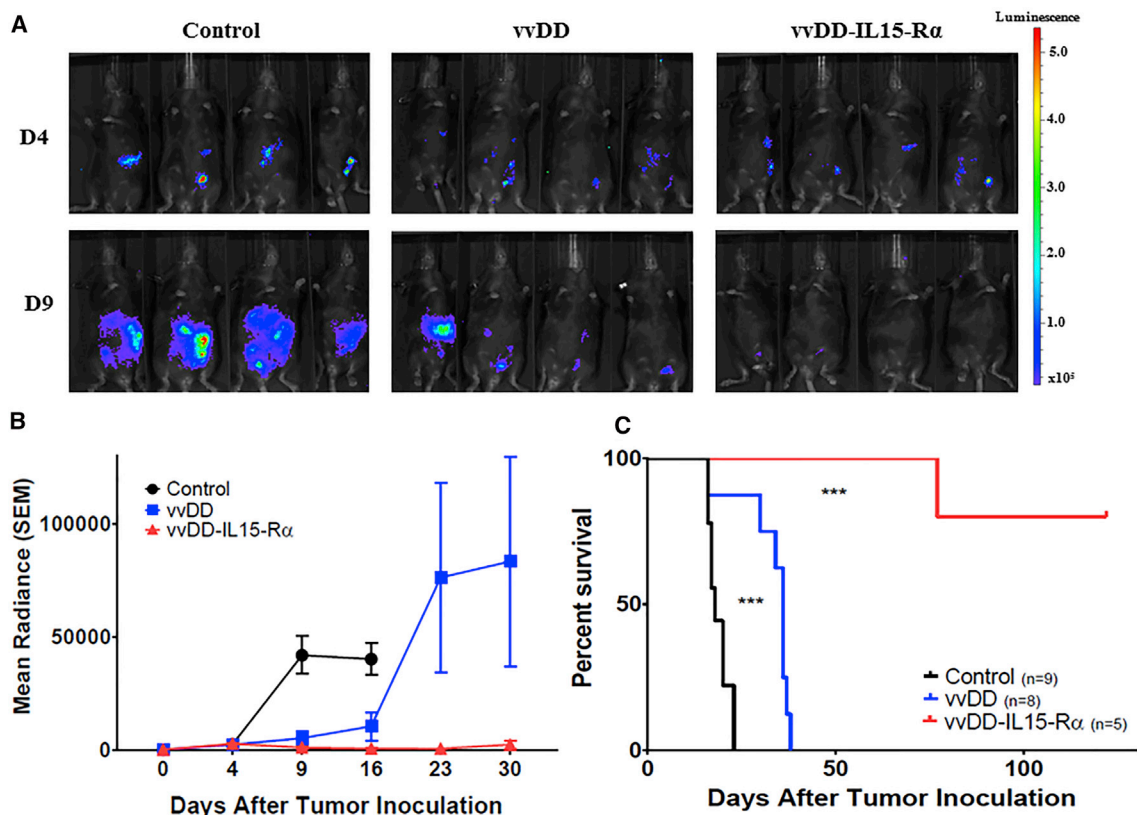 A
Control
vvDD
vvDD-IL15-Rα
Luminescence
D4
D9
5.0
4.0
3.0
2.0
1.0
x10⁵
B
Control
vvDD
vvDD-IL15-Rα
Mean Radiance (SEM)
100000
50000
0
0 4 9 16 23 30
Days After Tumor Inoculation
C
Percent survival
100
50
0
***
***
Control (n=9)
vvDD (n=8)
vvDD-IL15-Rα (n=5)
0 50 100
Days After Tumor Inoculation